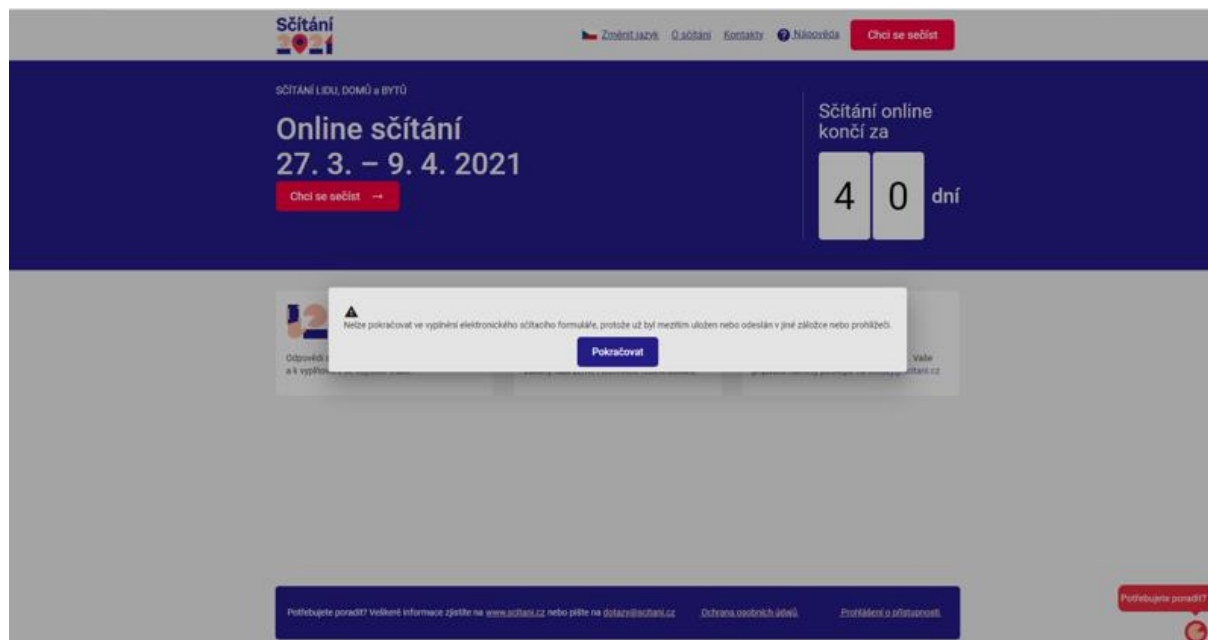 Sčítání
2021
Změnit jazyk O sčítání Kontakty Nápověda Chci se sečíst
SČÍTÁNÍ LIDU, DOMŮ a BYTŮ
Online sčítání
27. 3. – 9. 4. 2021
Chci se sečíst →
Sčítání online
končí za
4 0 dní
Nelze pokračovat ve vyplnění elektronického sčítacího formuláře, protože už byl mezitím uložen nebo odeslán v jiné záložce nebo prohlížeči.
Pokračovat
Odpovědi
Vaše
Potřebujete poradit? Veškeré informace zjistíte na www.scitani.cz nebo pište na dotazy@scitani.cz Ochrana osobních údajů Prohlášení o přístupnosti
Potřebujete poradit?